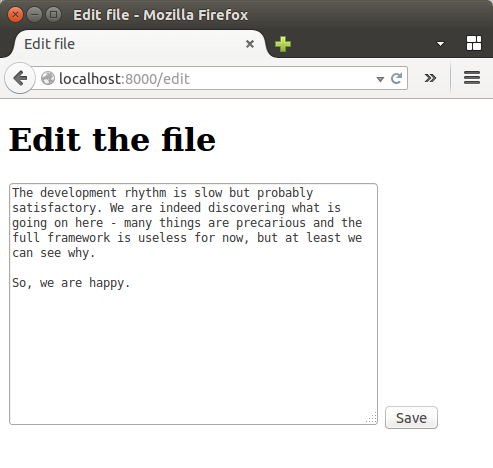 Edit file - Mozilla Firefox
Edit file
localhost:8000/edit
Edit the file
The development rhythm is slow but probably
satisfactory. We are indeed discovering what is
going on here - many things are precarious and the
full framework is useless for now, but at least we
can see why.
So, we are happy.
Save